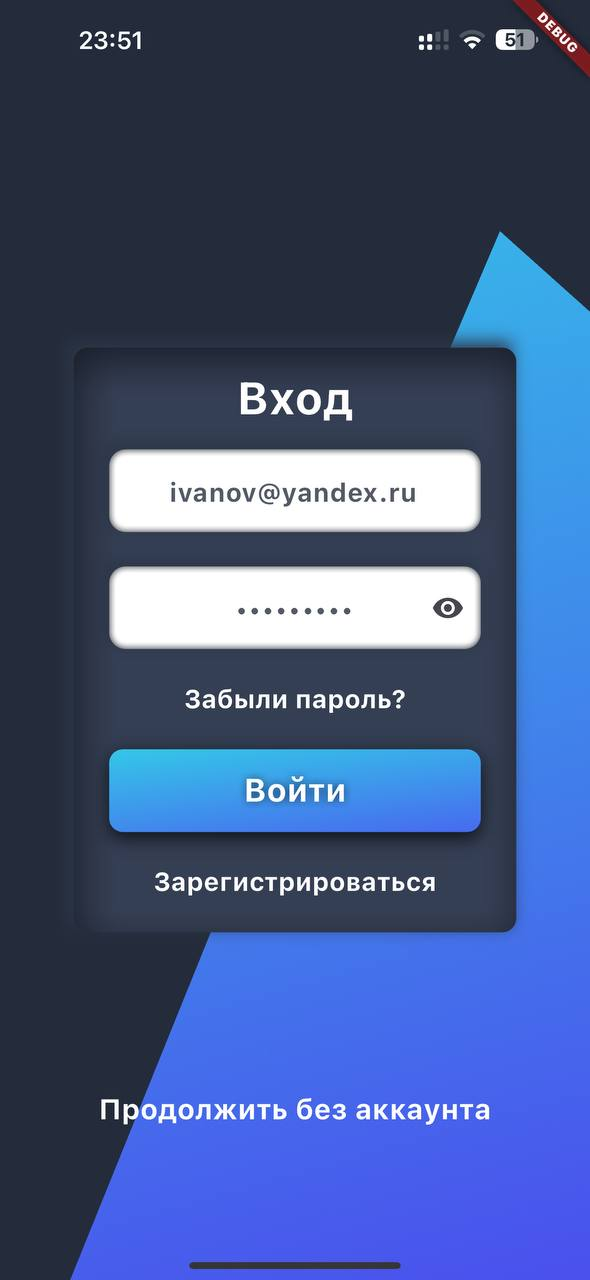 23:51
51
DEBUG
Вход
ivanov@yandex.ru
•••••••••
Забыли пароль?
Войти
Зарегистрироваться
Продолжить без аккаунта